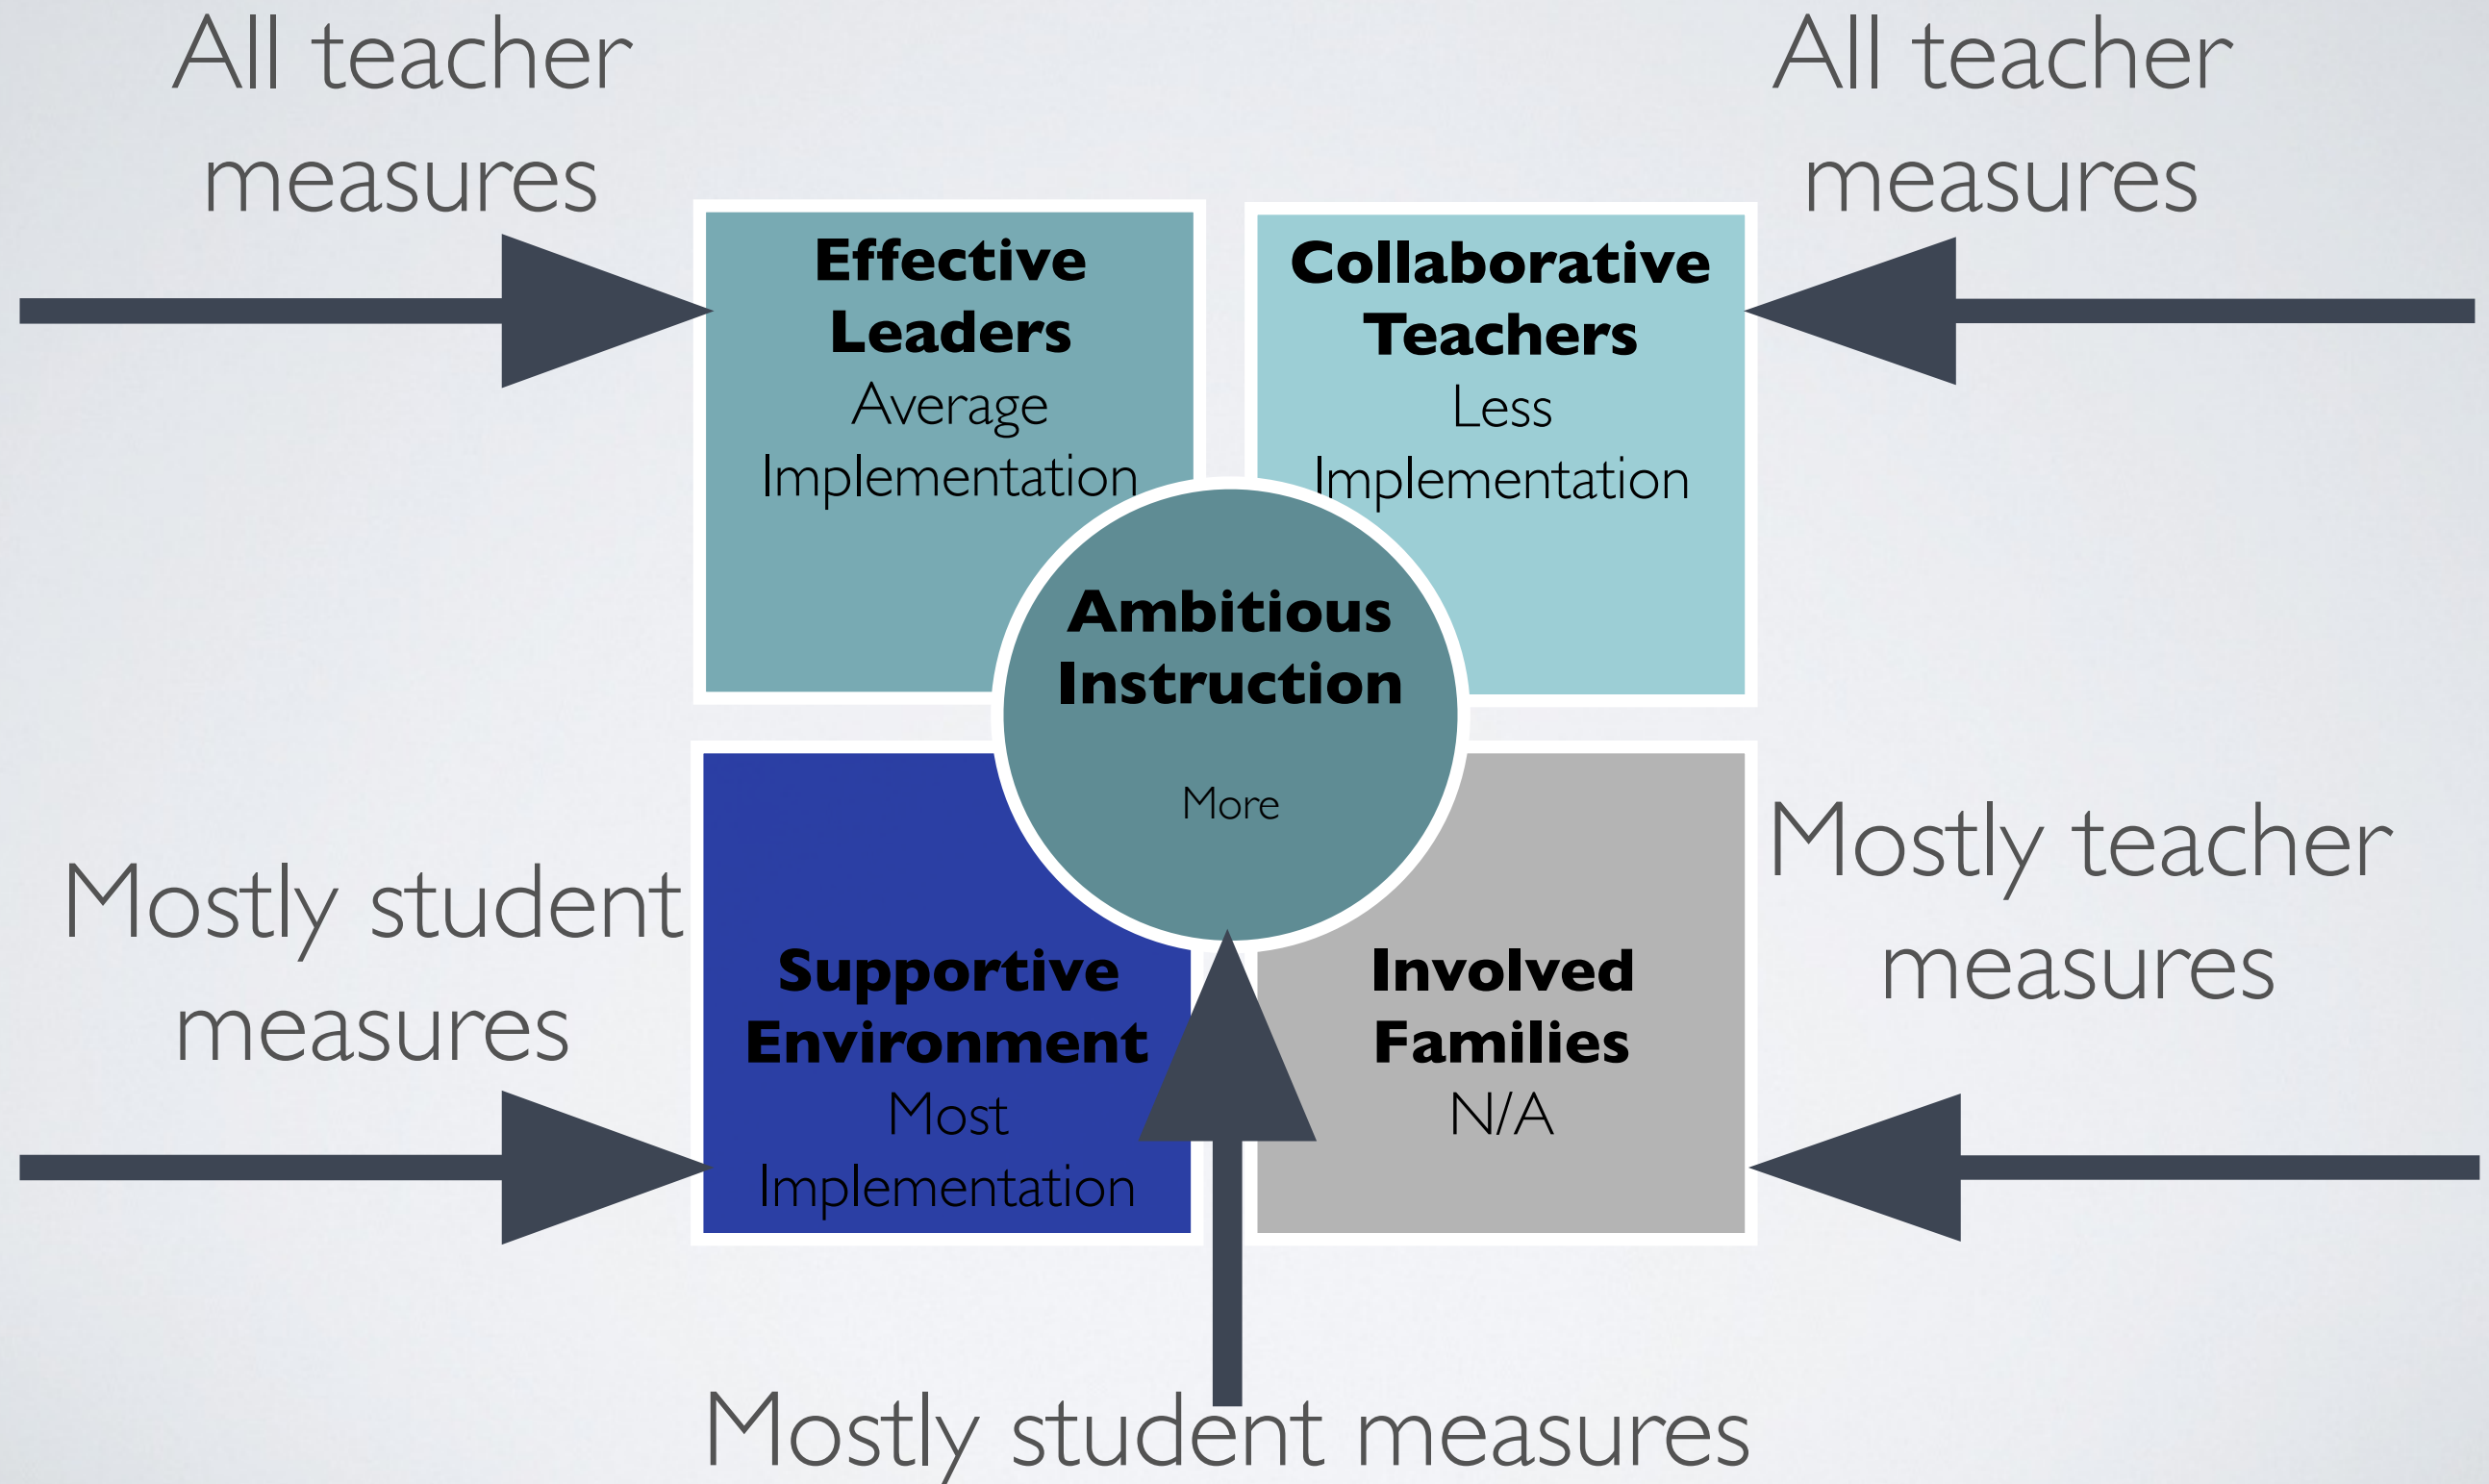 All teacher
measures
All teacher
measures
Effective
Leaders
Average
Implementation
Collaborative
Teachers
Less
Implementation
Ambitious
Instruction
More
Mostly student
measures
Mostly teacher
measures
Supportive
Environment
Most
Implementation
Involved
Families
N/A
Mostly student measures